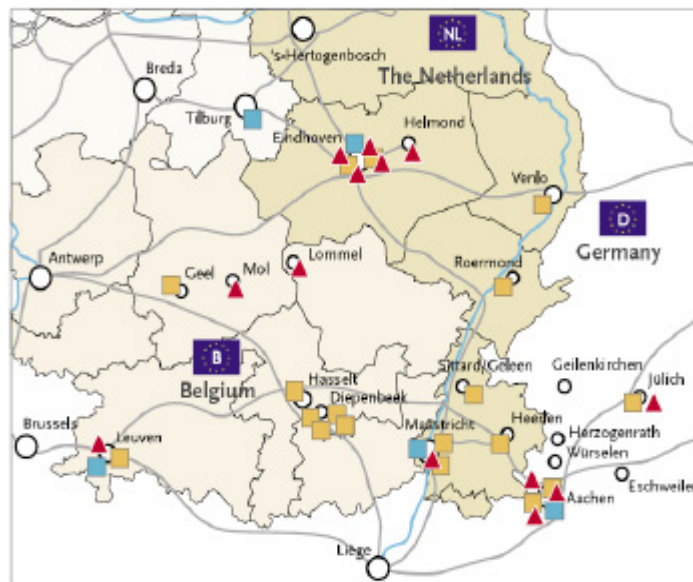 NL
's-Hertogenbosch
The Netherlands
Breda
Tilburg
Eindhoven
Helmond
Venlo
D
Germany
Antwerp
Geel
Mol
Lommel
Roermond
B
Belgium
Hasselt
Diepenbeek
Sittard/Geleen
Geilenkirchen
Jülich
Brussels
Leuven
Maastricht
Heerlen
Herzogenrath
Würselen
Eschweiler
Aachen
Liège